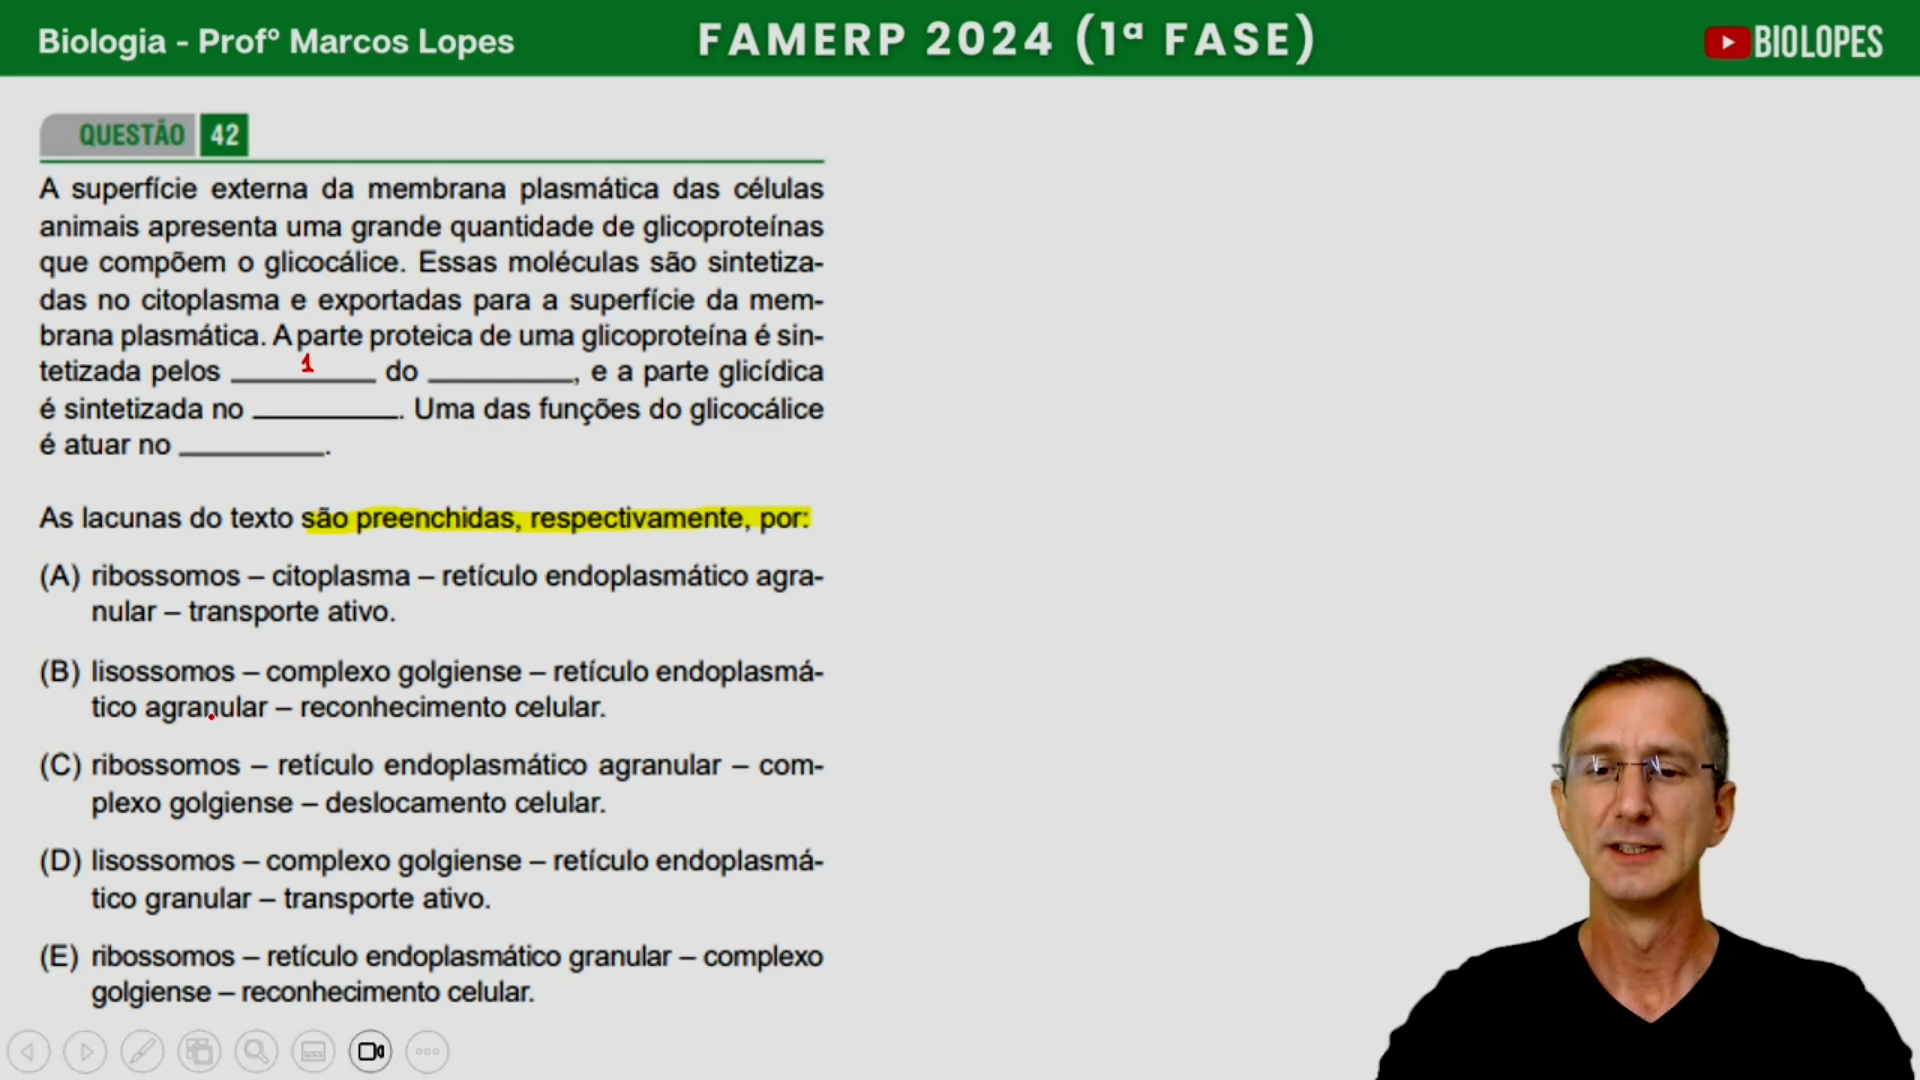 Biologia - Profº Marcos Lopes
FAMERP 2024 (1ª FASE)
BIOLOPES
QUESTÃO 42
A superfície externa da membrana plasmática das células
animais apresenta uma grande quantidade de glicoproteínas
que compõem o glicocálice. Essas moléculas são sintetiza-
das no citoplasma e exportadas para a superfície da mem-
brana plasmática. A parte proteica de uma glicoproteína é sin-
1
tetizada pelos __________ do __________, e a parte glicídica
é sintetizada no __________. Uma das funções do glicocálice
é atuar no __________.
As lacunas do texto são preenchidas, respectivamente, por:
(A) ribossomos – citoplasma – retículo endoplasmático agra-
nular – transporte ativo.
(B) lisossomos – complexo golgiense – retículo endoplasmá-
tico agranular – reconhecimento celular.
(C) ribossomos – retículo endoplasmático agranular – com-
plexo golgiense – deslocamento celular.
(D) lisossomos – complexo golgiense – retículo endoplasmá-
tico granular – transporte ativo.
(E) ribossomos – retículo endoplasmático granular – complexo
golgiense – reconhecimento celular.